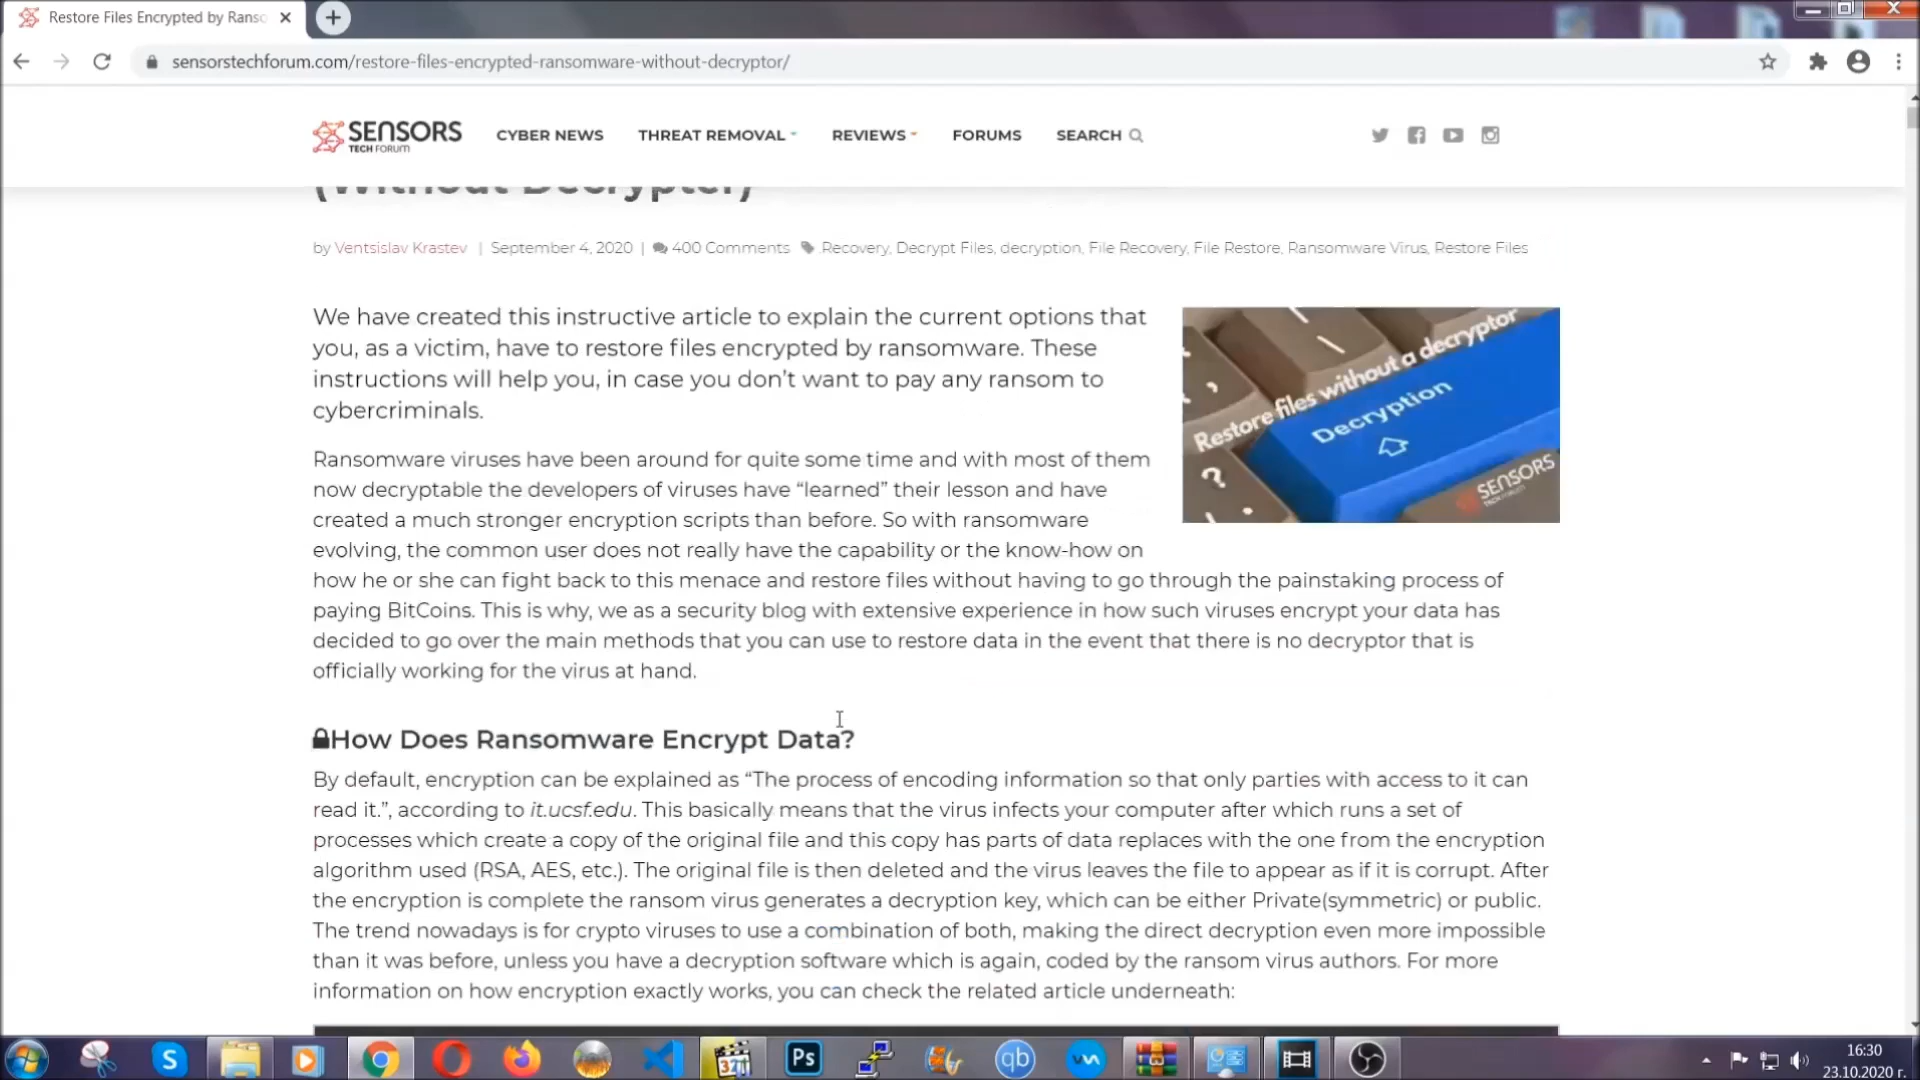 Restore Files Encrypted by Ranso
sensorstechforum.com/restore-files-encrypted-ransomware-without-decryptor/
SENSORS
TECH FORUM
CYBER NEWS THREAT REMOVAL REVIEWS FORUMS SEARCH
(Without Decrypter)
by Ventsislav Krastev | September 4, 2020 | 400 Comments Recovery, Decrypt Files, decryption, File Recovery, File Restore, Ransomware Virus, Restore Files
We have created this instructive article to explain the current options that
you, as a victim, have to restore files encrypted by ransomware. These
instructions will help you, in case you don’t want to pay any ransom to
cybercriminals.
Restore files without a decryptor
Decryption
SENSORS
Ransomware viruses have been around for quite some time and with most of them
now decryptable the developers of viruses have “learned” their lesson and have
created a much stronger encryption scripts than before. So with ransomware
evolving, the common user does not really have the capability or the know-how on
how he or she can fight back to this menace and restore files without having to go through the painstaking process of
paying BitCoins. This is why, we as a security blog with extensive experience in how such viruses encrypt your data has
decided to go over the main methods that you can use to restore data in the event that there is no decryptor that is
officially working for the virus at hand.
How Does Ransomware Encrypt Data?
By default, encryption can be explained as “The process of encoding information so that only parties with access to it can
read it.”, according to it.ucsf.edu. This basically means that the virus infects your computer after which runs a set of
processes which create a copy of the original file and this copy has parts of data replaces with the one from the encryption
algorithm used (RSA, AES, etc.). The original file is then deleted and the virus leaves the file to appear as if it is corrupt. After
the encryption is complete the ransom virus generates a decryption key, which can be either Private(symmetric) or public.
The trend nowadays is for crypto viruses to use a combination of both, making the direct decryption even more impossible
than it was before, unless you have a decryption software which is again, coded by the ransom virus authors. For more
information on how encryption exactly works, you can check the related article underneath:
16:30
23.10.2020 г.